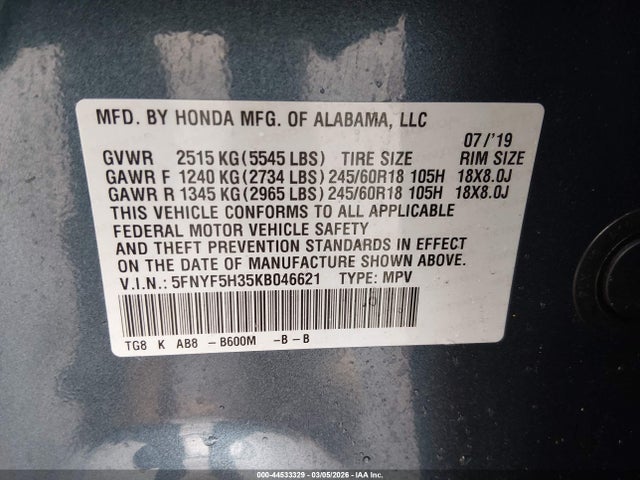 MFD. BY HONDA MFG. OF ALABAMA, LLC
07/'19
GVWR 2515 KG (5545 LBS) TIRE SIZE RIM SIZE
GAWR F 1240 KG (2734 LBS) 245/60R18 105H 18X8.0J
GAWR R 1345 KG (2965 LBS) 245/60R18 105H 18X8.0J
THIS VEHICLE CONFORMS TO ALL APPLICABLE
FEDERAL MOTOR VEHICLE SAFETY
AND THEFT PREVENTION STANDARDS IN EFFECT
ON THE DATE OF MANUFACTURE SHOWN ABOVE.
V.I.N.: 5FNYF5H35KB046621 TYPE: MPV
TG8 K AB8 - B600M -B-B
000-44533329 03/05/2026 - IAA Inc.